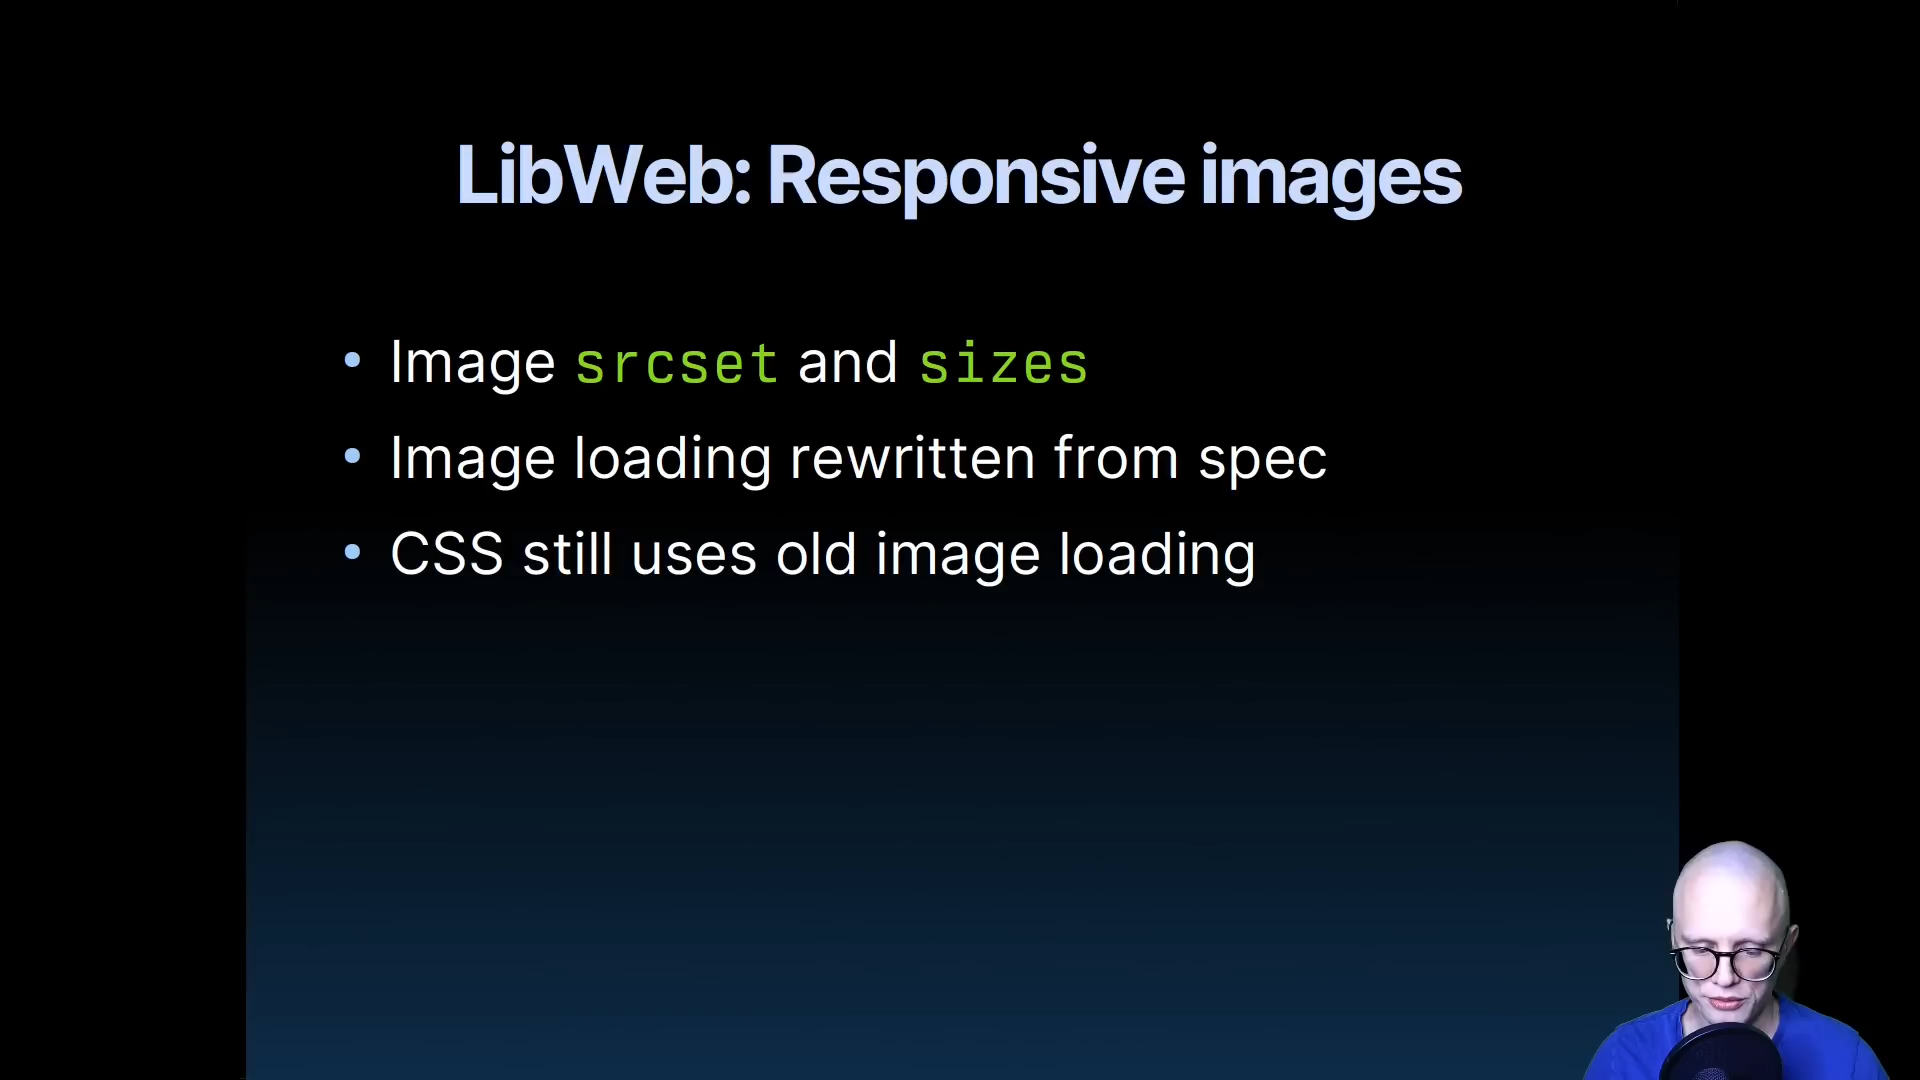 LibWeb: Responsive images
• Image srcset and sizes
• Image loading rewritten from spec
• CSS still uses old image loading